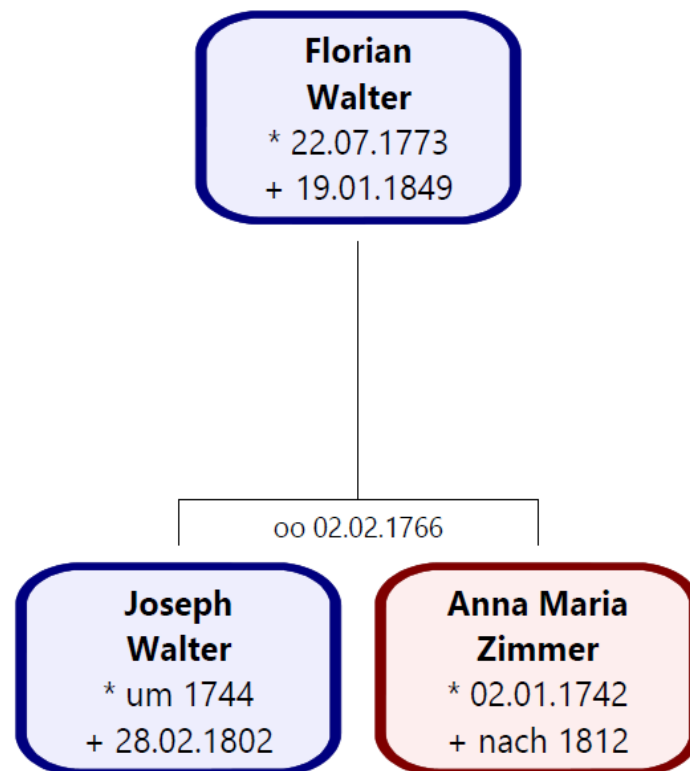 Florian
Walter
* 22.07.1773
+ 19.01.1849
oo 02.02.1766
Joseph
Walter
* um 1744
+ 28.02.1802
Anna Maria
Zimmer
* 02.01.1742
+ nach 1812